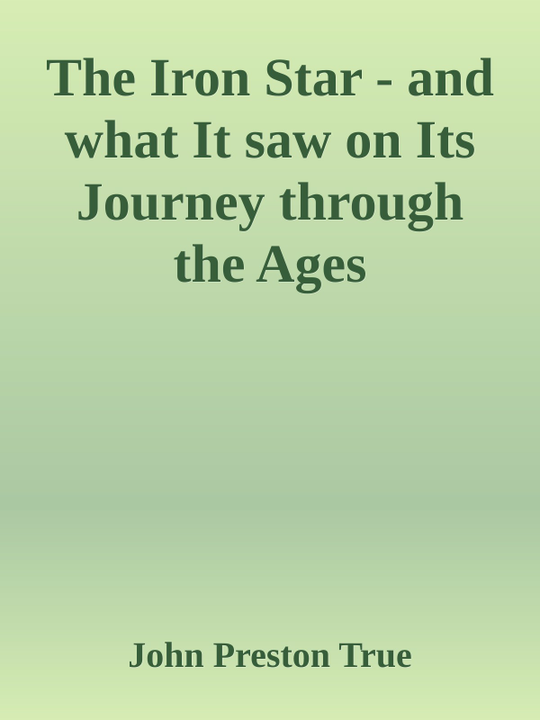 The Iron Star - and
what It saw on Its
Journey through
the Ages
John Preston True